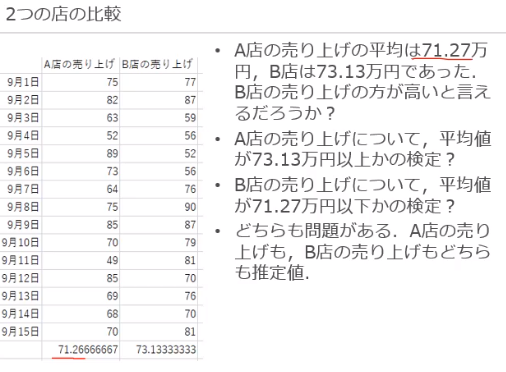 2つの店の比較
A店の売り上げ B店の売り上げ
9月1日 75 77
9月2日 82 87
9月3日 63 59
9月4日 52 56
9月5日 89 52
9月6日 73 56
9月7日 64 76
9月8日 75 90
9月9日 85 87
9月10日 70 79
9月11日 49 81
9月12日 85 70
9月13日 69 76
9月14日 68 70
9月15日 70 81
71.26666667 73.13333333
• A店の売り上げの平均は71.27万
円，B店は73.13万円であった．
B店の売り上げの方が高いと言え
るだろうか？
• A店の売り上げについて，平均値
が73.13万円以上かの検定？
• B店の売り上げについて，平均値
が71.27万円以下かの検定？
• どちらも問題がある．A店の売り
上げも，B店の売り上げもどちら
も推定値．